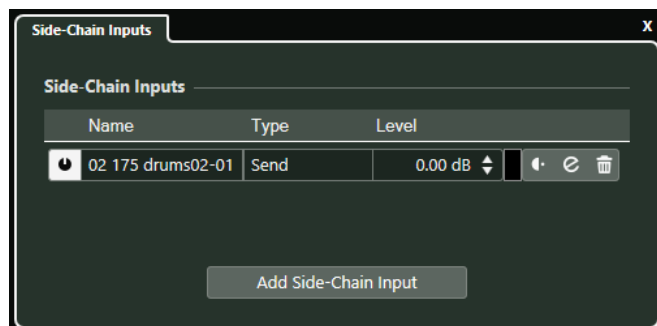 Side-Chain Inputs
X
Side-Chain Inputs
Name Type Level
02 175 drums02-01 Send 0.00 dB
Add Side-Chain Input